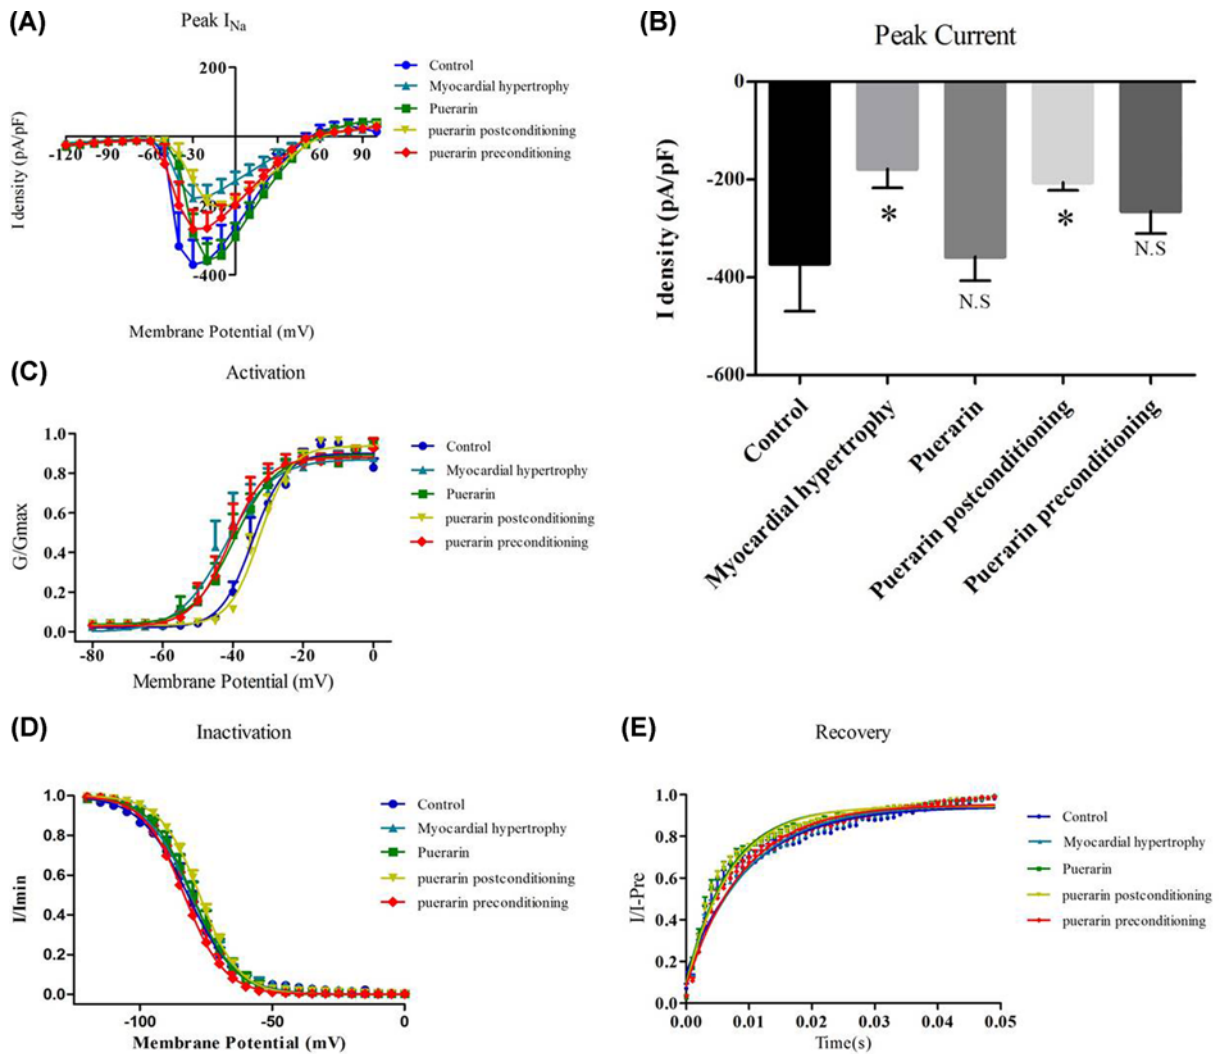 (A)
Peak INa
200
-120
-90
-60
-30
30
60
90
-200
-400
I density (pA/pF)
Membrane Potential (mV)
Control
Myocardial hypertrophy
Puerarin
puerarin postconditioning
puerarin preconditioning
(B)
Peak Current
0
-200
-400
-600
I density (pA/pF)
*
N.S
*
N.S
Control
Myocardial hypertrophy
Puerarin
Puerarin postconditioning
Puerarin preconditioning
(C)
Activation
1.0
0.8
0.6
0.4
0.2
0.0
G/Gmax
-80
-60
-40
-20
0
Membrane Potential (mV)
Control
Myocardial hypertrophy
Puerarin
puerarin postconditioning
puerarin preconditioning
(D)
Inactivation
1.0
0.8
0.6
0.4
0.2
0.0
I/Imin
-100
-50
0
Membrane Potential (mV)
Control
Myocardial hypertrophy
Puerarin
puerarin postconditioning
puerarin preconditioning
(E)
Recovery
1.0
0.8
0.6
0.4
0.2
0.0
I/I-Pre
0.00
0.01
0.02
0.03
0.04
0.05
Time(s)
Control
Myocardial hypertrophy
Puerarin
puerarin postconditioning
puerarin preconditioning